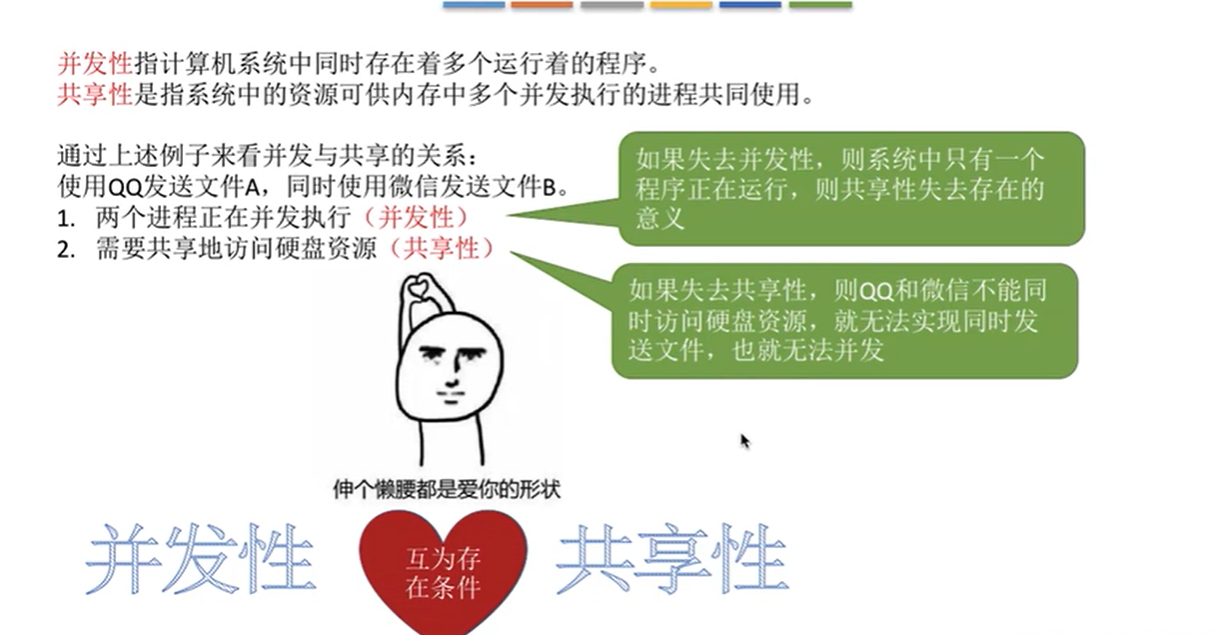 并发性指计算机系统中同时存在着多个运行着的程序。
共享性是指系统中的资源可供内存中多个并发执行的进程共同使用。
通过上述例子来看并发与共享的关系：
使用QQ发送文件A，同时使用微信发送文件B。
1. 两个进程正在并发执行（并发性）
2. 需要共享地访问硬盘资源（共享性）
如果失去并发性，则系统中只有一个
程序正在运行，则共享性失去存在的
意义
如果失去共享性，则QQ和微信不能同
时访问硬盘资源，就无法实现同时发
送文件，也就无法并发
伸个懒腰都是爱你的形状
并发性
互为存
在条件
共享性